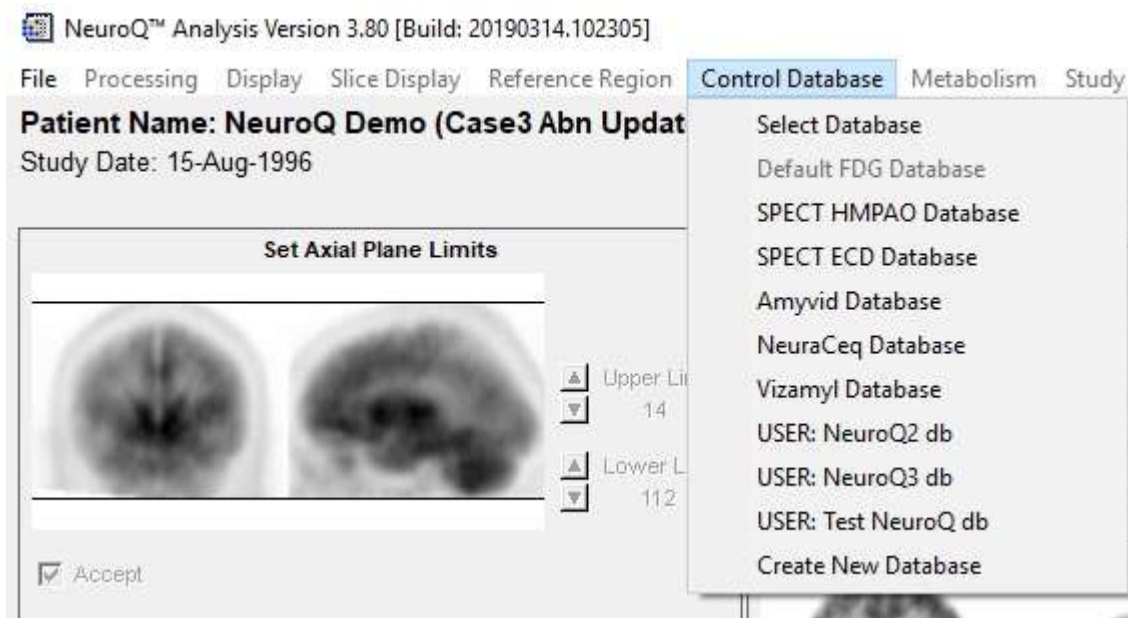 NeuroQ™ Analysis Version 3.80 [Build: 20190314.102305]
File Processing Display Slice Display Reference Region Control Database Metabolism Study
Patient Name: NeuroQ Demo (Case3 Abn Updat
Study Date: 15-Aug-1996
Set Axial Plane Limits
Upper Li
14
Lower L
112
Accept
Select Database
Default FDG Database
SPECT HMPAO Database
SPECT ECD Database
Amyvid Database
NeuraCeq Database
Vizamyl Database
USER: NeuroQ2 db
USER: NeuroQ3 db
USER: Test NeuroQ db
Create New Database